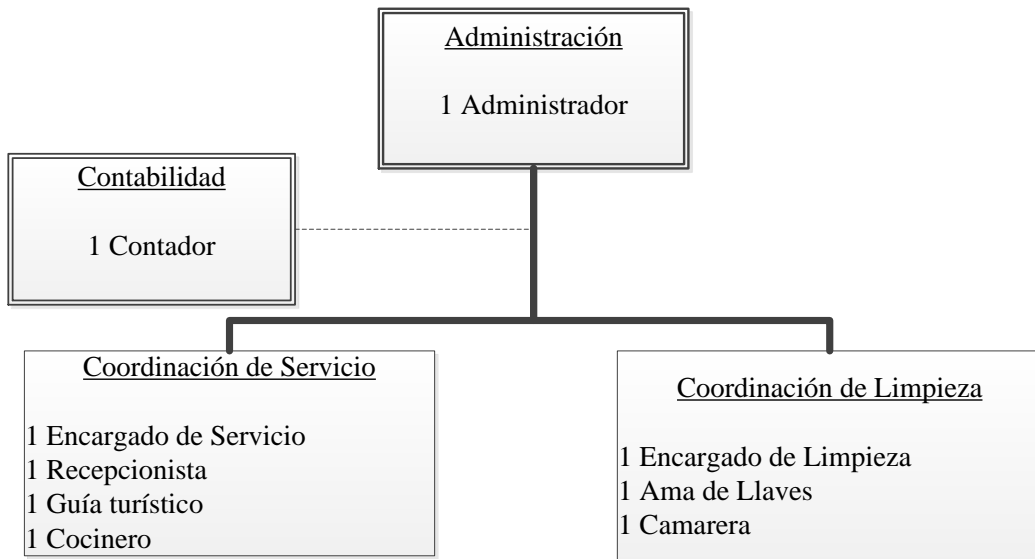 Administración
1 Administrador
Contabilidad
1 Contador
Coordinación de Servicio
1 Encargado de Servicio
1 Recepcionista
1 Guía turístico
1 Cocinero
Coordinación de Limpieza
1 Encargado de Limpieza
1 Ama de Llaves
1 Camarera